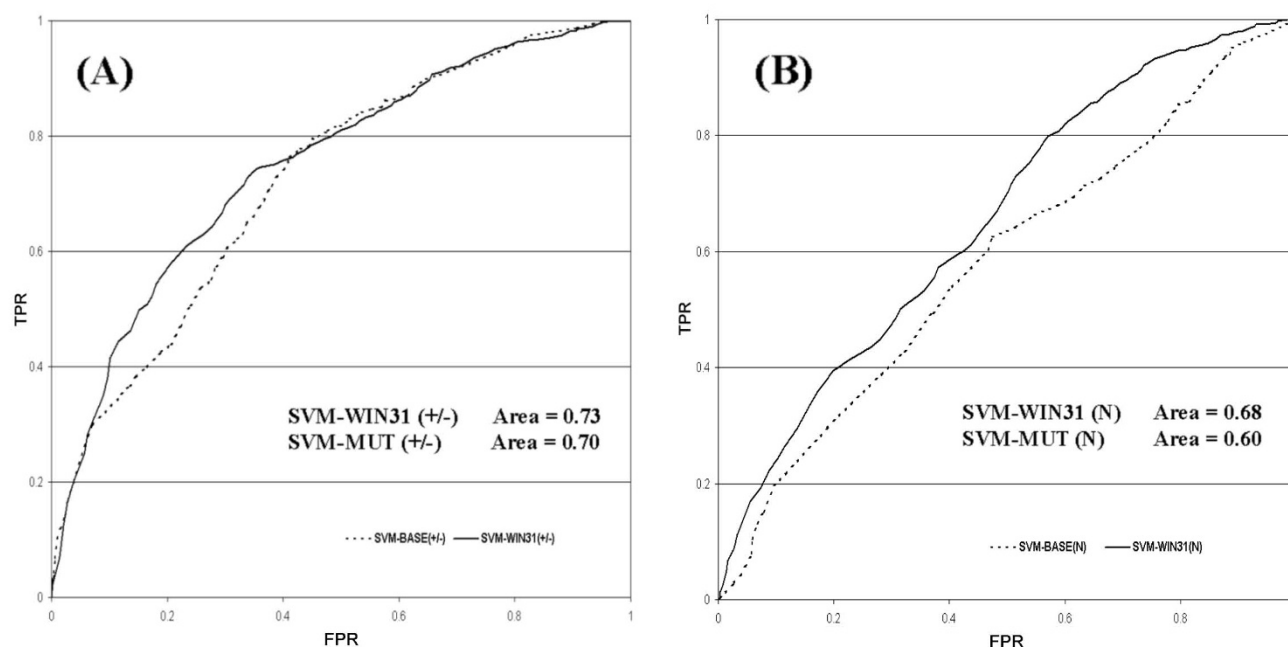 (A)
1
0.8
0.6
0.4
0.2
0
TPR
SVM-WIN31 (+/-) Area = 0.73
SVM-MUT (+/-) Area = 0.70
SVM-BASE(+/-) SVM-WIN31(+/-)
0 0.2 0.4 0.6 0.8 1
FPR
(B)
1
0.8
0.6
0.4
0.2
0
TPR
SVM-WIN31 (N) Area = 0.68
SVM-MUT (N) Area = 0.60
SVM-BASE(N) SVM-WIN31(N)
0 0.2 0.4 0.6 0.8
FPR